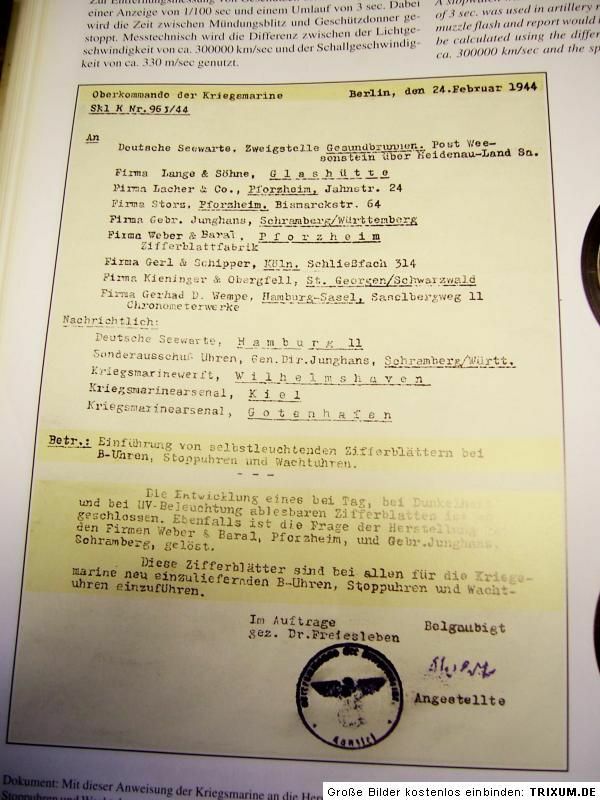 einer Anzeige von 1/100 sec und einem Umlauf von 3 sec. Dabei
wird die Zeit zwischen Mündungsblitz und Geschützdonner ge-
stoppt. Messtechnisch wird die Differenz zwischen der Lichtge-
schwindigkeit von ca. 300000 km/sec und der Schallgeschwindig-
keit von ca. 330 m/sec genutzt.
A stopwatch
of 3 sec. was used in artillery
muzzle flash and report would
be calculated using the differ
ca. 300000 km/sec and the sp
Oberkommando der Kriegsmarine Berlin, den 24.Februar 1944
Skl K Nr.963/44
An
Deutsche Seewarte, Zweigstelle Gesundbrunnen, Post Wee-
senstein über Heidenau-Land Sa.
Firma Lange & Söhne, Glashütte
Firma Lacher & Co., Pforzheim, Jahnstr. 24
Firma Storz, Pforzheim, Bismarckstr. 64
Firma Gebr. Junghans, Schramberg/Württemberg
Firma Weber & Baral, Pforzheim
Zifferblattfabrik
Firma Gerl & Schipper, Köln, Schließfach 314
Firma Kieninger & Obergfell, St. Georgen/Schwarzwald
Firma Gerhad D. Wempe, Hamburg-Sasel, Saselbergweg 11
Chronometerwerke
Nachrichtlich:
Deutsche Seewarte, Hamburg 11
Sonderausschuß Uhren, Gen.Dir.Junghans, Schramberg/Württ.
Kriegsmarinewerft, Wilhelmshaven
Kriegsmarinearsenal, Kiel
Kriegsmarinearsenal, Gotenhafen
Betr.: Einführung von selbstleuchtenden Zifferblättern bei
B-Uhren, Stoppuhren und Wachtuhren.
- - -
Die Entwicklung eines bei Tag, bei
und bei UV-Beleuchtung ablesbaren Zifferblatten ist
geschlossen. Ebenfalls ist die Frage der Herstellung
den Firmen Weber & Baral, Pforzheim, und Gebr.Junghans,
Schramberg, gelöst.
Diese Zifferblätter sind bei allen für die Kriegs-
marine neu einzuliefernden B-Uhren, Stoppuhren und Wacht-
uhren einzuführen.
Im Auftrage Belgaubigt
gez. Dr.Freiesleben
Angestellte
Oberkommando der Kriegsmarine
Dokument: Mit dieser Anweisung der Kriegsmarine an die
Große Bilder kostenlos einbinden: TRIXUM.DE